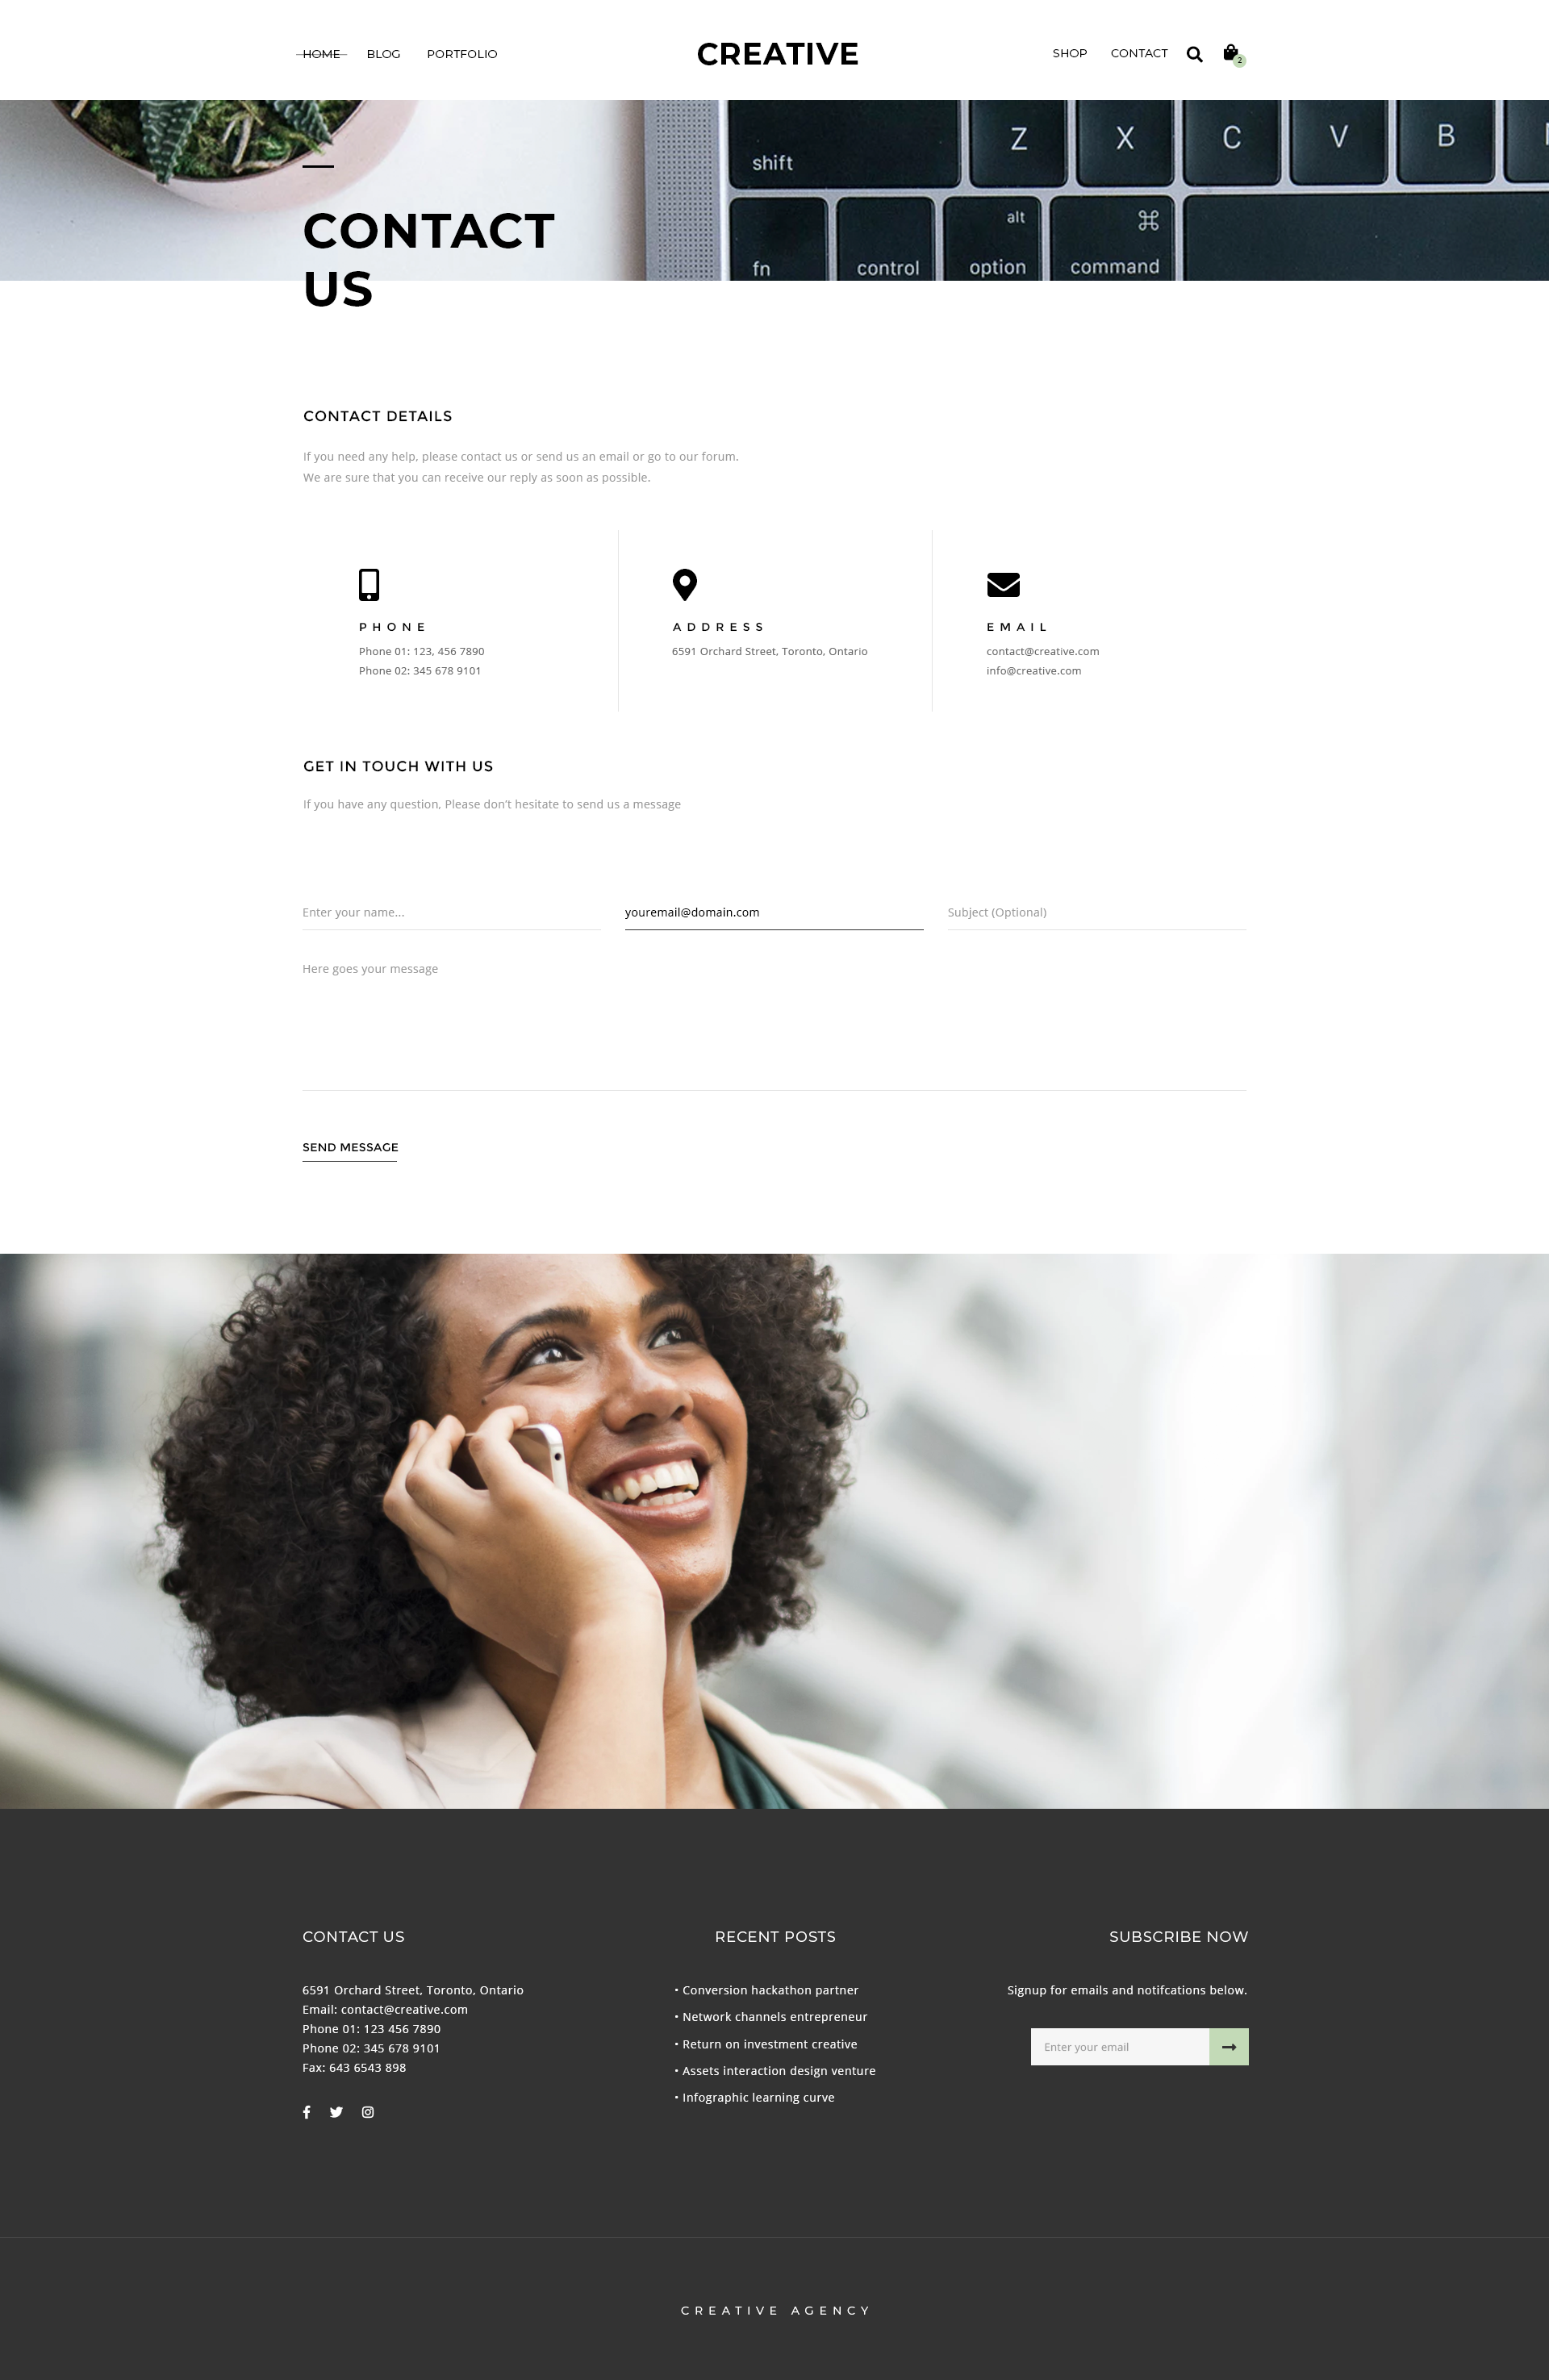 HOME BLOG PORTFOLIO CREATIVE SHOP CONTACT 2
shift Z X C V B
fn control alt option ⌘ command
CONTACT
US
CONTACT DETAILS
If you need any help, please contact us or send us an email or go to our forum.
We are sure that you can receive our reply as soon as possible.
PHONE
Phone 01: 123, 456 7890
Phone 02: 345 678 9101
ADDRESS
6591 Orchard Street, Toronto, Ontario
EMAIL
contact@creative.com
info@creative.com
GET IN TOUCH WITH US
If you have any question, Please don't hesitate to send us a message
Enter your name...
youremail@domain.com
Subject (Optional)
Here goes your message
SEND MESSAGE
CONTACT US
6591 Orchard Street, Toronto, Ontario
Email: contact@creative.com
Phone 01: 123 456 7890
Phone 02: 345 678 9101
Fax: 643 6543 898
RECENT POSTS
• Conversion hackathon partner
• Network channels entrepreneur
• Return on investment creative
• Assets interaction design venture
• Infographic learning curve
SUBSCRIBE NOW
Signup for emails and notifcations below.
Enter your email
CREATIVE AGENCY